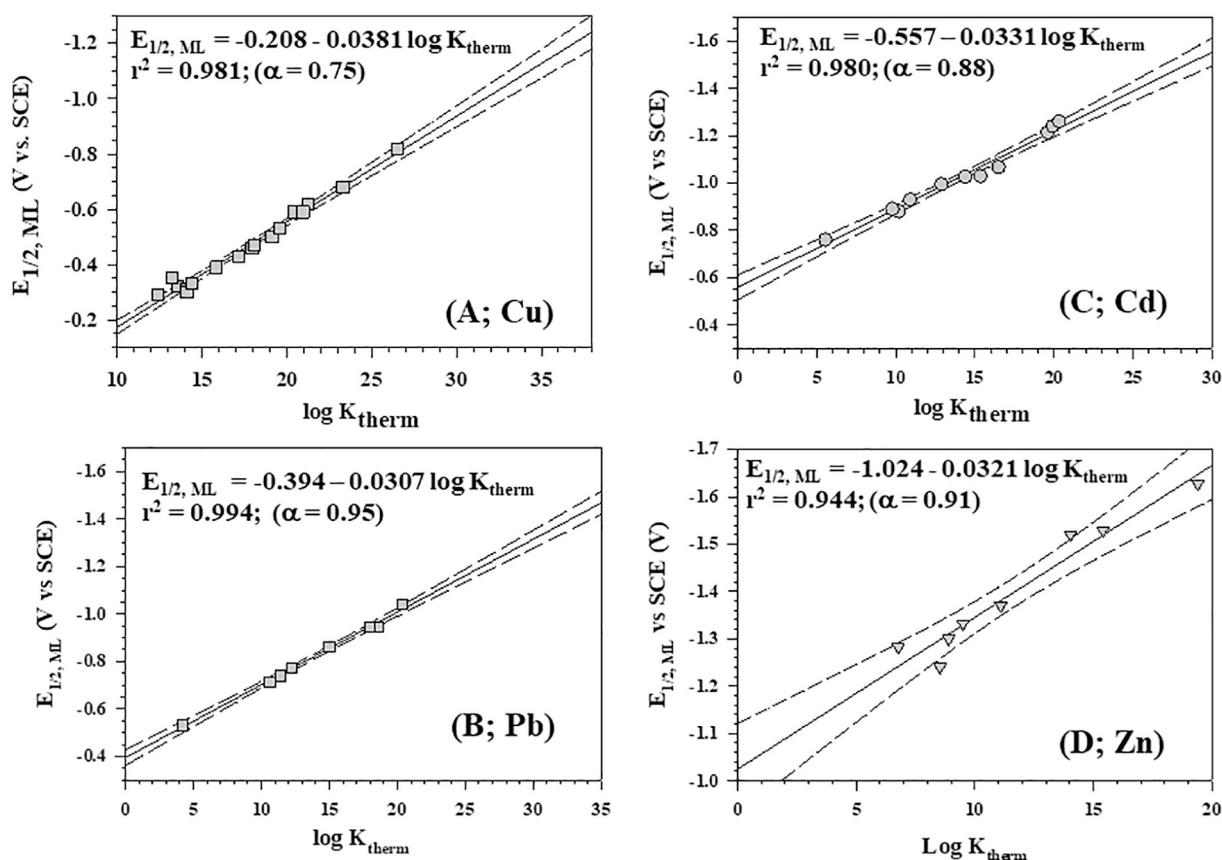 E1/2, ML = -0.208 - 0.0381 log Ktherm
r² = 0.981; (α = 0.75)
-1.2
-1.0
-0.8
-0.6
-0.4
-0.2
E1/2, ML (V vs. SCE)
(A; Cu)
10 15 20 25 30 35
log Ktherm
E1/2, ML = -0.557 – 0.0331 log Ktherm
r² = 0.980; (α = 0.88)
-1.6
-1.4
-1.2
-1.0
-0.8
-0.6
-0.4
E1/2, ML (V vs SCE)
(C; Cd)
0 5 10 15 20 25 30
log Ktherm
E1/2, ML = -0.394 – 0.0307 log Ktherm
r² = 0.994; (α = 0.95)
-1.6
-1.4
-1.2
-1.0
-0.8
-0.6
-0.4
E1/2, ML (V vs SCE)
(B; Pb)
0 5 10 15 20 25 30 35
log Ktherm
E1/2, ML = -1.024 - 0.0321 log Ktherm
r² = 0.944; (α = 0.91)
-1.7
-1.6
-1.5
-1.4
-1.3
-1.2
-1.1
-1.0
E1/2, ML vs SCE (V)
(D; Zn)
0 5 10 15 20
Log Ktherm